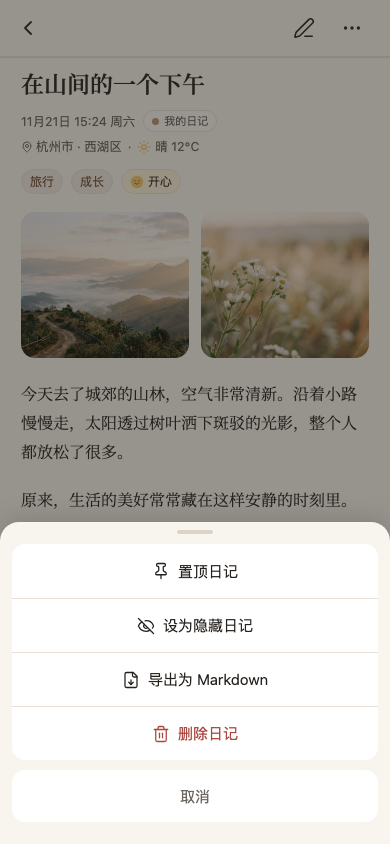 在山间的一个下午
11月21日 15:24 周六 我的日记
杭州市 · 西湖区 · 晴 12°C
旅行 成长 开心
今天去了城郊的山林，空气非常清新。沿着小路
慢慢走，太阳透过树叶洒下斑驳的光影，整个人
都放松了很多。
原来，生活的美好常常藏在这样安静的时刻里。
置顶日记
设为隐藏日记
导出为 Markdown
删除日记
取消